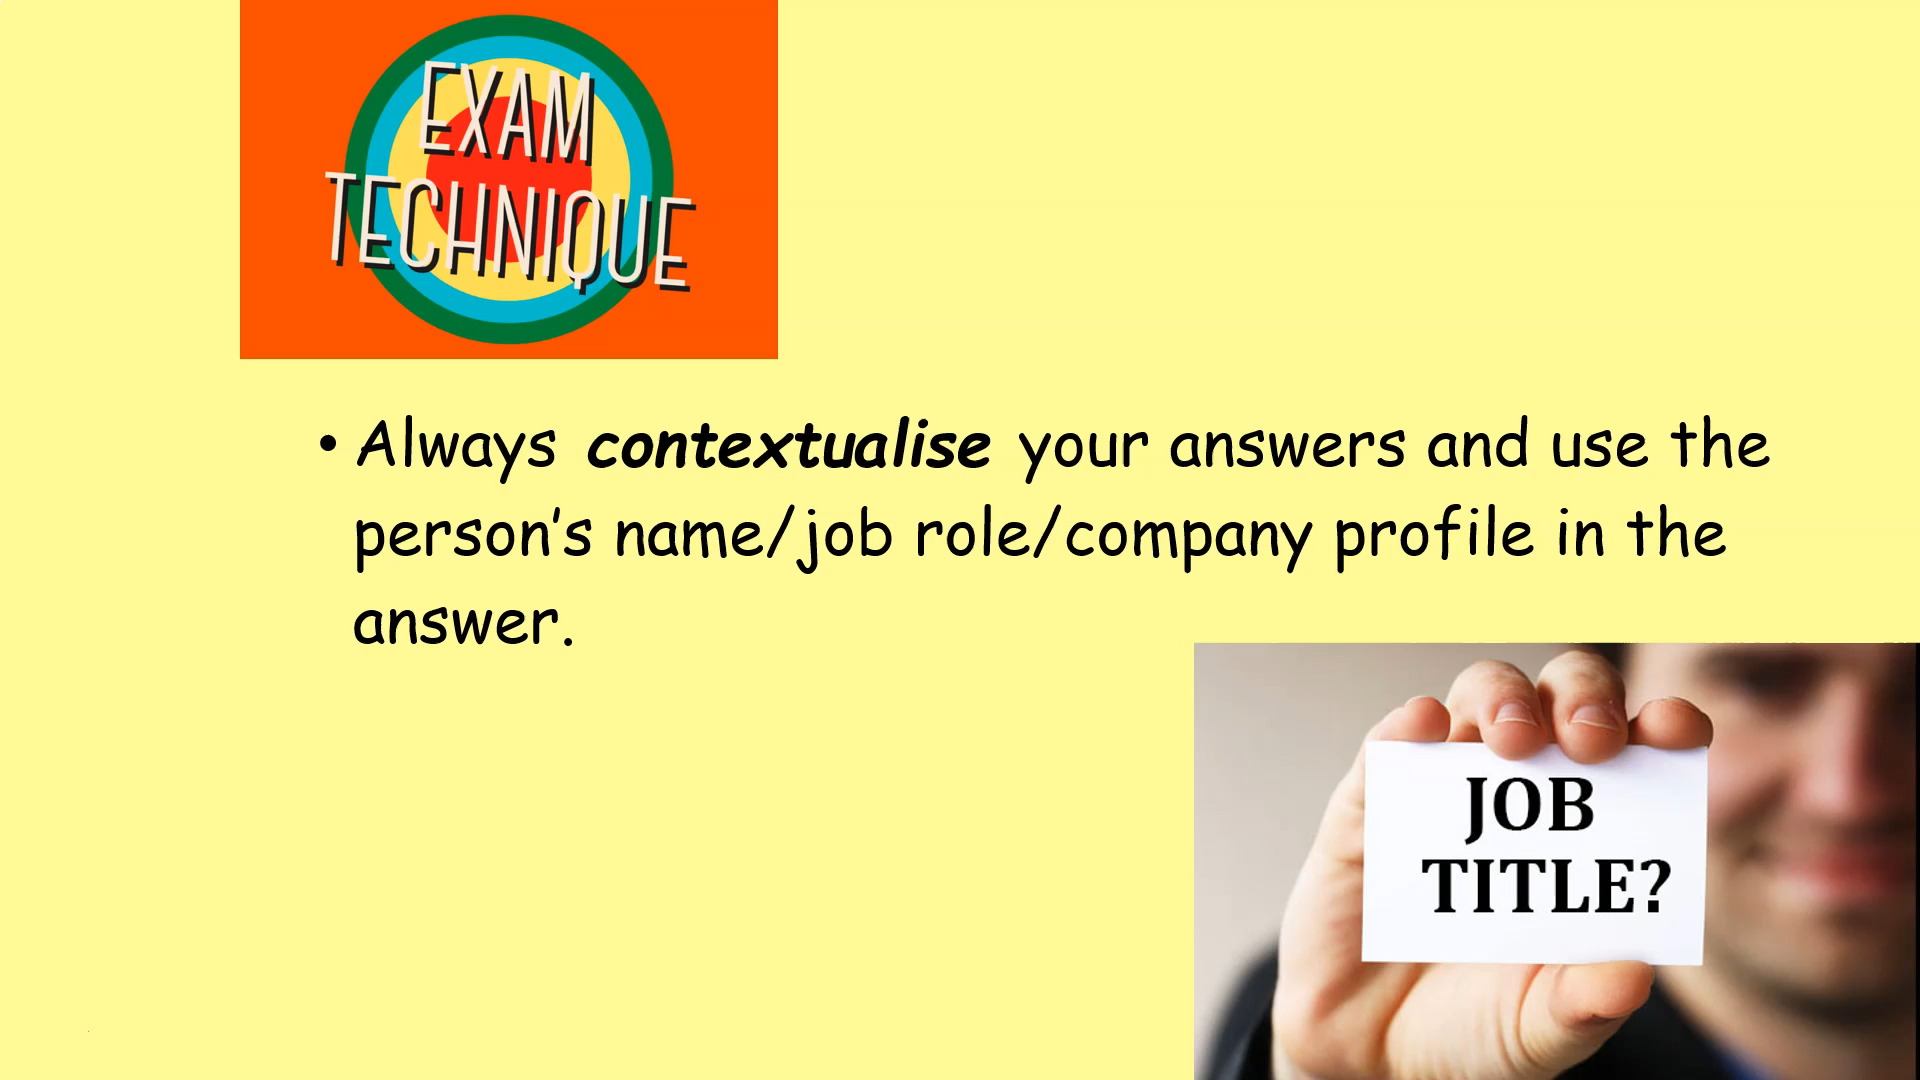 EXAM
TECHNIQUE
• Always contextualise your answers and use the
person's name/job role/company profile in the
answer.
JOB
TITLE?